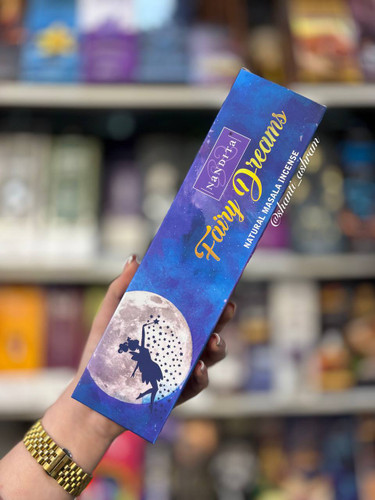 NANDITA
Fairy Dreams
NATURAL MASALA INCENSE
@shanti_ashram